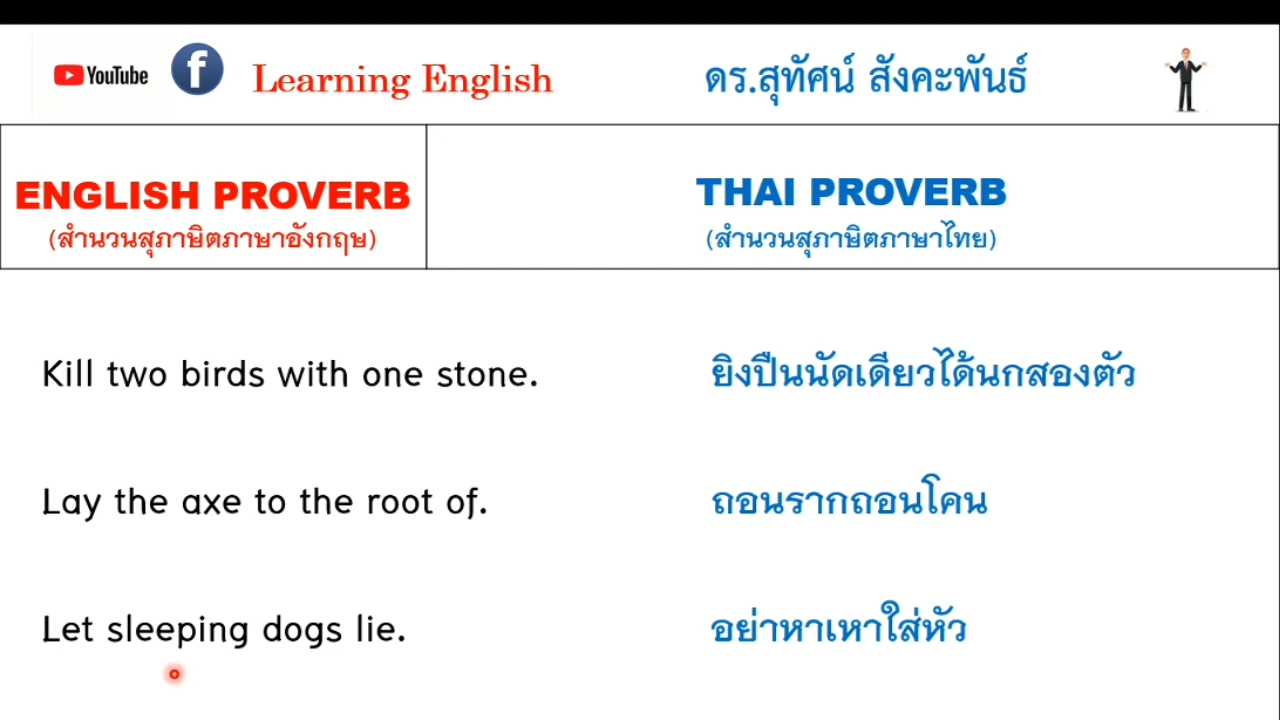 YouTube f Learning English ดร.สุทัศน์ สังคะพันธ์
ENGLISH PROVERB
(สำนวนสุภาษิตภาษาอังกฤษ)
THAI PROVERB
(สำนวนสุภาษิตภาษาไทย)
Kill two birds with one stone. ยิงปืนนัดเดียวได้นกสองตัว
Lay the axe to the root of. ถอนรากถอนโคน
Let sleeping dogs lie. อย่าหาเหาใส่หัว